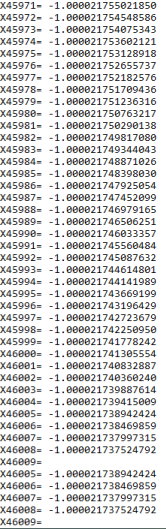 X45971= -1.000021755021850
X45972= -1.000021754548586
X45973= -1.000021754075343
X45974= -1.000021753602121
X45975= -1.000021753128918
X45976= -1.000021752655737
X45977= -1.000021752182576
X45978= -1.000021751709436
X45979= -1.000021751236316
X45980= -1.000021750763217
X45981= -1.000021750290138
X45982= -1.000021749817080
X45983= -1.000021749344043
X45984= -1.000021748871026
X45985= -1.000021748398030
X45986= -1.000021747925054
X45987= -1.000021747452099
X45988= -1.000021746979165
X45989= -1.000021746506251
X45990= -1.000021746033357
X45991= -1.000021745560484
X45992= -1.000021745087632
X45993= -1.000021744614801
X45994= -1.000021744141989
X45995= -1.000021743669199
X45996= -1.000021743196429
X45997= -1.000021742723679
X45998= -1.000021742250950
X45999= -1.000021741778242
X46000= -1.000021741305554
X46001= -1.000021740832887
X46002= -1.000021740360240
X46003= -1.000021739887614
X46004= -1.000021739415009
X46005= -1.000021738942424
X46006= -1.000021738469859
X46007= -1.000021737997315
X46008= -1.000021737524792
X46009=
X46005= -1.000021738942424
X46006= -1.000021738469859
X46007= -1.000021737997315
X46008= -1.000021737524792
X46009=